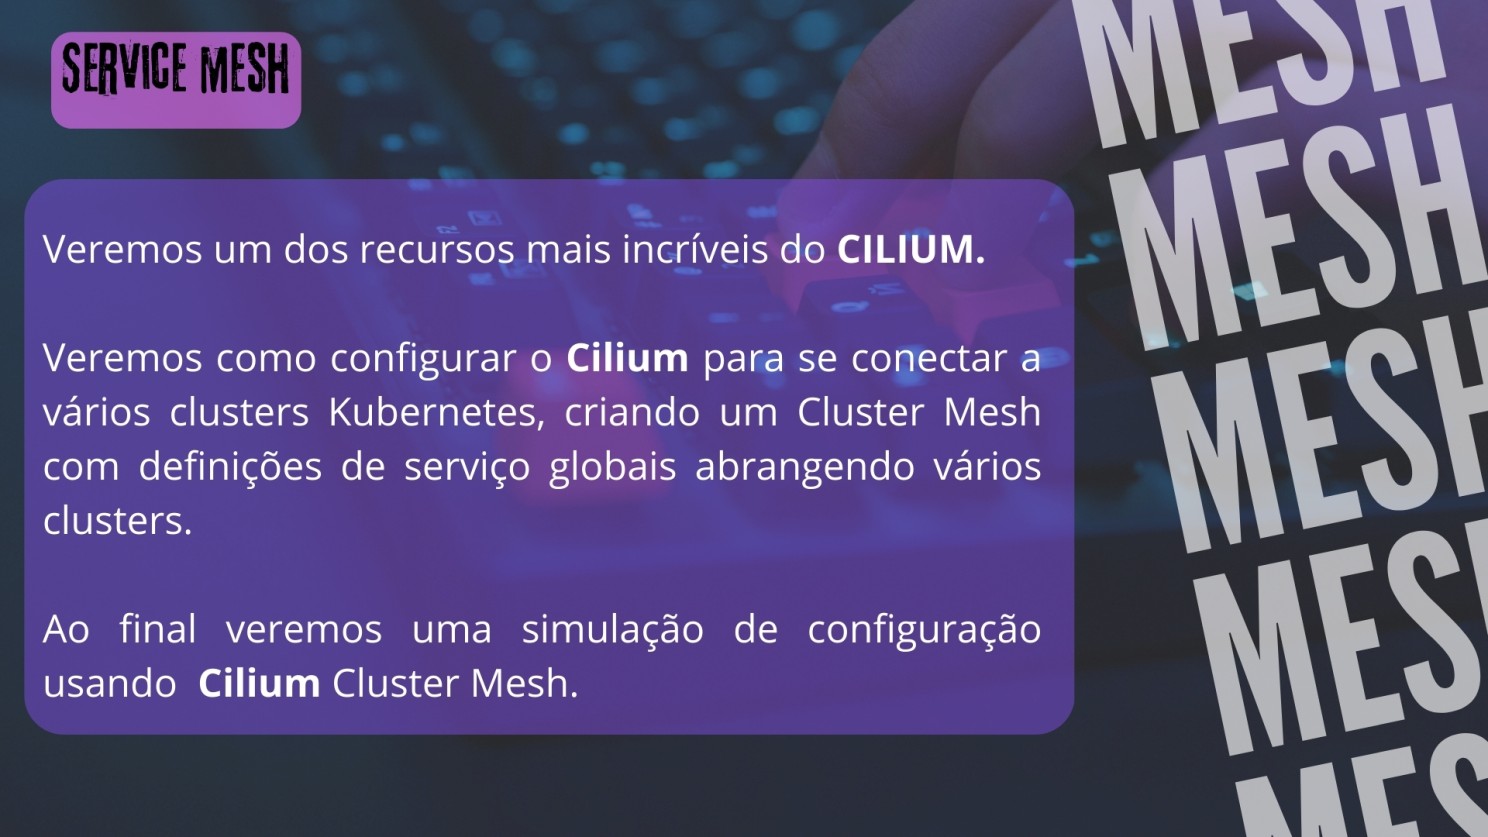 SERVICE MESH
Veremos um dos recursos mais incríveis do CILIUM.
Veremos como configurar o Cilium para se conectar a
vários clusters Kubernetes, criando um Cluster Mesh
com definições de serviço globais abrangendo vários
clusters.
Ao final veremos uma simulação de configuração
usando Cilium Cluster Mesh.
MESH
MESH
MESH
MESH
MESH